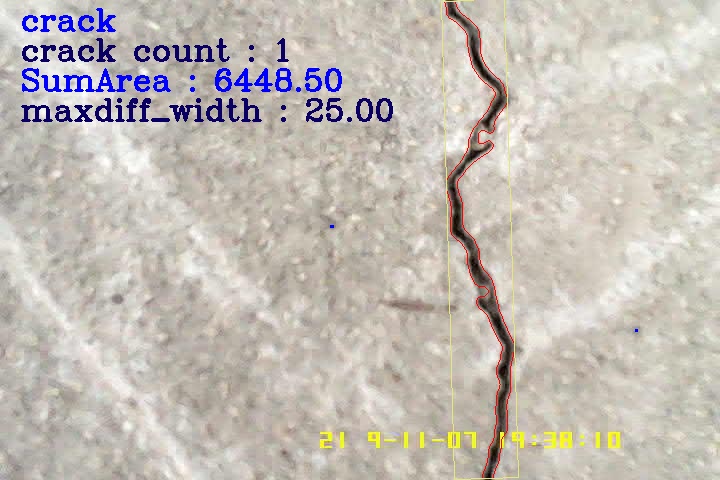 crack
crack count : 1
SumArea : 6448.50
maxdiff_width : 25.00
21 9-11-07 19:38:10